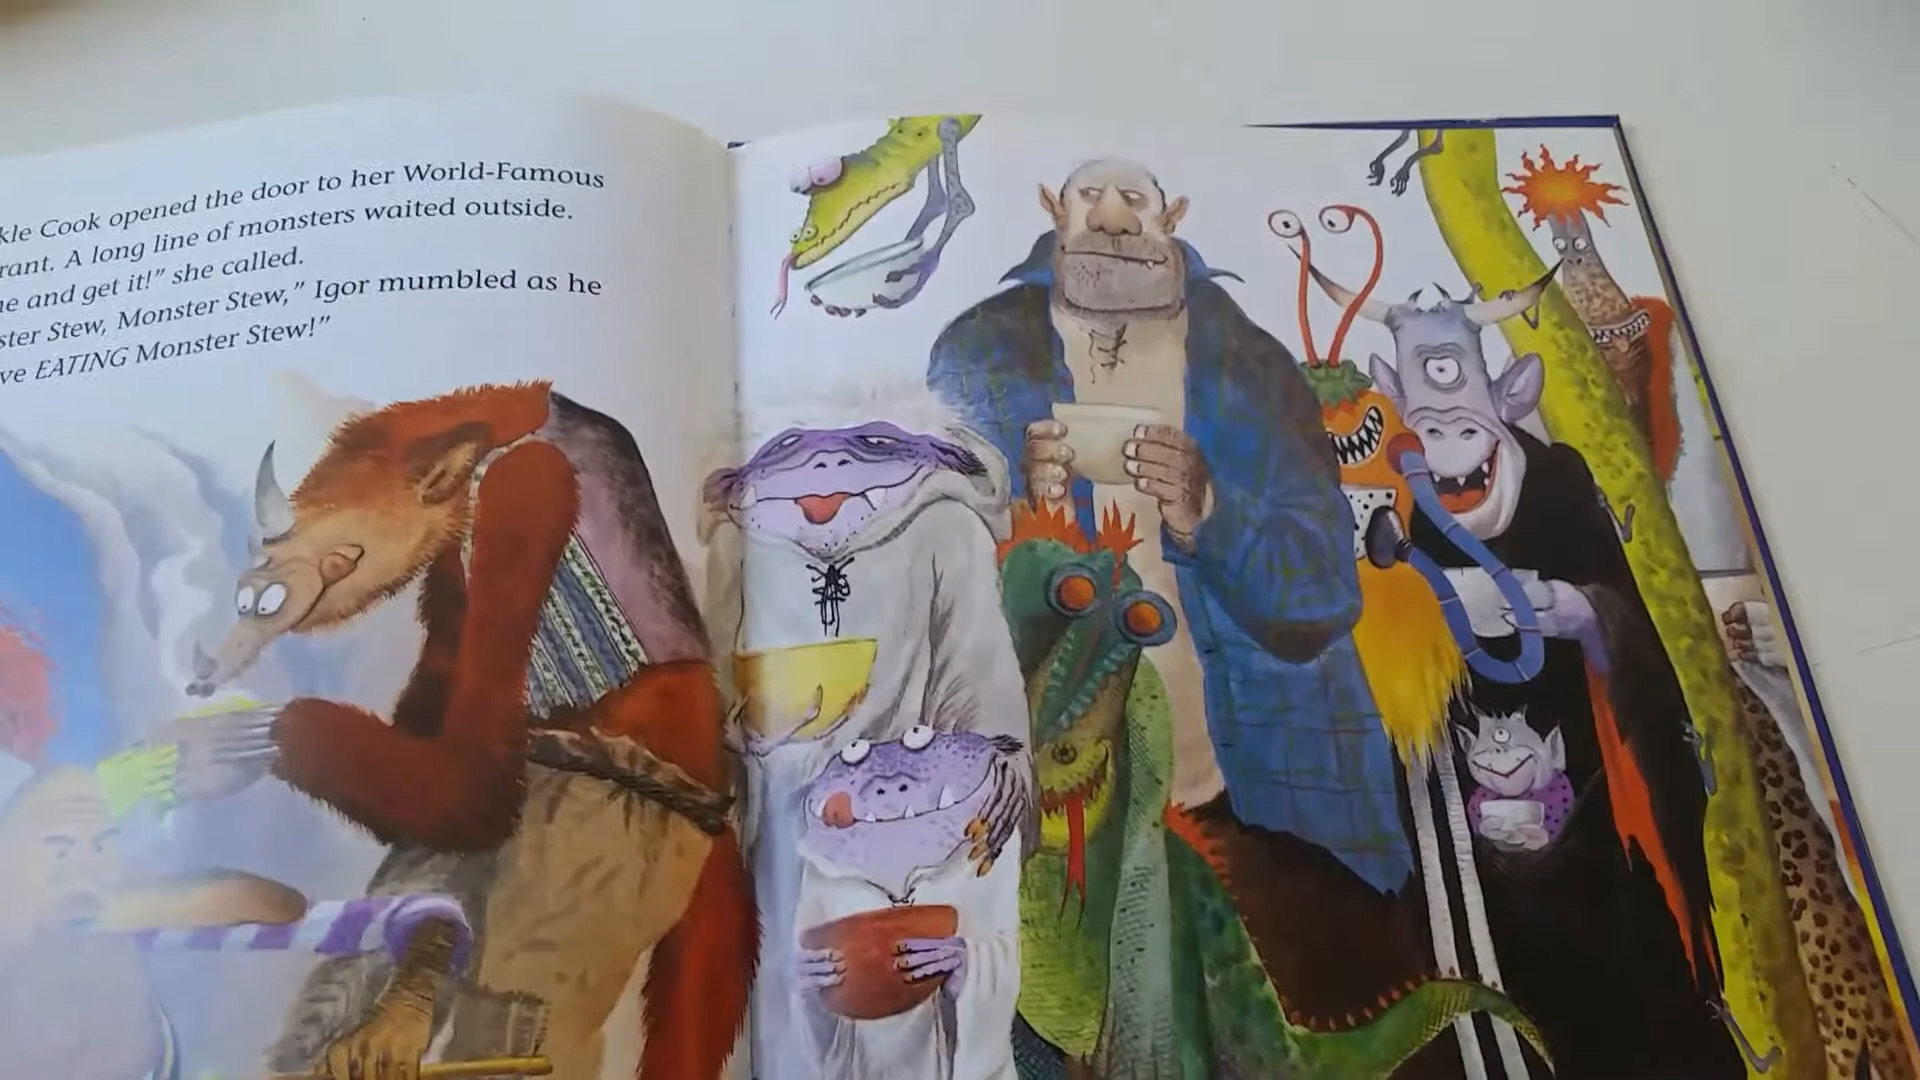 kle Cook opened the door to her World-Famous
rant. A long line of monsters waited outside.
ne and get it!” she called.
ster Stew, Monster Stew,” Igor mumbled as he
ve EATING Monster Stew!”